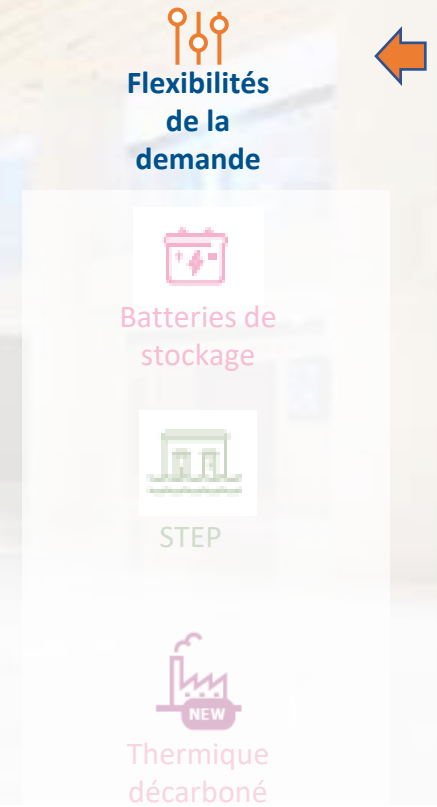 Flexibilités
de la
demande
Batteries de
stockage
STEP
NEW
Thermique
décarboné